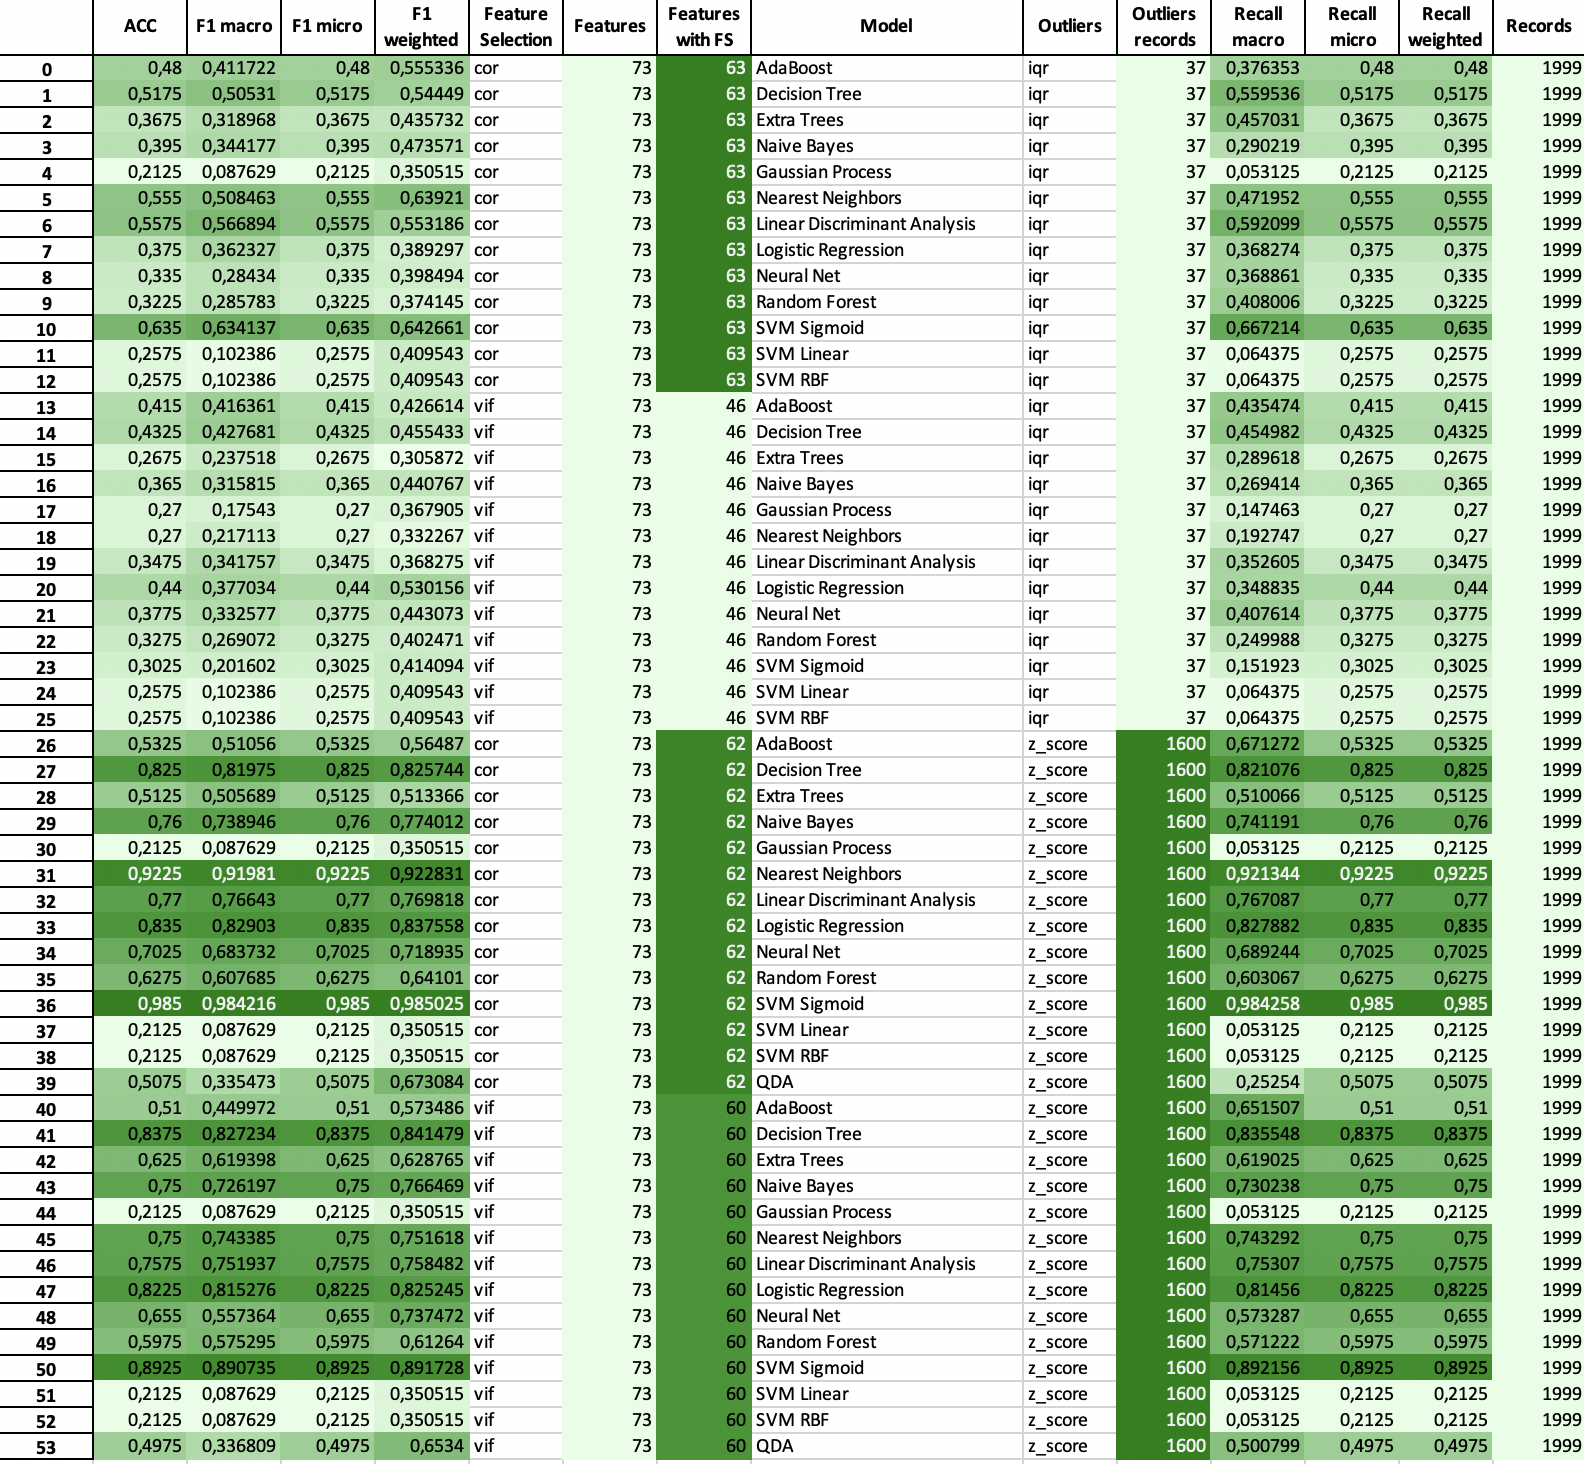 ACC F1 macro F1 micro F1 weighted Feature Selection Features Features with FS Model Outliers Outliers records Recall macro Recall micro Recall weighted Records
0 0,48 0,411722 0,48 0,555336 cor 73 63 AdaBoost iqr 37 0,376353 0,48 0,48 1999
1 0,5175 0,50531 0,5175 0,54449 cor 73 63 Decision Tree iqr 37 0,559536 0,5175 0,5175 1999
2 0,3675 0,318968 0,3675 0,435732 cor 73 63 Extra Trees iqr 37 0,457031 0,3675 0,3675 1999
3 0,395 0,344177 0,395 0,473571 cor 73 63 Naive Bayes iqr 37 0,290219 0,395 0,395 1999
4 0,2125 0,087629 0,2125 0,350515 cor 73 63 Gaussian Process iqr 37 0,053125 0,2125 0,2125 1999
5 0,555 0,508463 0,555 0,63921 cor 73 63 Nearest Neighbors iqr 37 0,471952 0,555 0,555 1999
6 0,5575 0,566894 0,5575 0,553186 cor 73 63 Linear Discriminant Analysis iqr 37 0,592099 0,5575 0,5575 1999
7 0,375 0,362327 0,375 0,389297 cor 73 63 Logistic Regression iqr 37 0,368274 0,375 0,375 1999
8 0,335 0,28434 0,335 0,398494 cor 73 63 Neural Net iqr 37 0,368861 0,335 0,335 1999
9 0,3225 0,285783 0,3225 0,374145 cor 73 63 Random Forest iqr 37 0,408006 0,3225 0,3225 1999
10 0,635 0,634137 0,635 0,642661 cor 73 63 SVM Sigmoid iqr 37 0,667214 0,635 0,635 1999
11 0,2575 0,102386 0,2575 0,409543 cor 73 63 SVM Linear iqr 37 0,064375 0,2575 0,2575 1999
12 0,2575 0,102386 0,2575 0,409543 cor 73 63 SVM RBF iqr 37 0,064375 0,2575 0,2575 1999
13 0,415 0,416361 0,415 0,426614 vif 73 46 AdaBoost iqr 37 0,435474 0,415 0,415 1999
14 0,4325 0,427681 0,4325 0,455433 vif 73 46 Decision Tree iqr 37 0,454982 0,4325 0,4325 1999
15 0,2675 0,237518 0,2675 0,305872 vif 73 46 Extra Trees iqr 37 0,289618 0,2675 0,2675 1999
16 0,365 0,315815 0,365 0,440767 vif 73 46 Naive Bayes iqr 37 0,269414 0,365 0,365 1999
17 0,27 0,17543 0,27 0,367905 vif 73 46 Gaussian Process iqr 37 0,147463 0,27 0,27 1999
18 0,27 0,217113 0,27 0,332267 vif 73 46 Nearest Neighbors iqr 37 0,192747 0,27 0,27 1999
19 0,3475 0,341757 0,3475 0,368275 vif 73 46 Linear Discriminant Analysis iqr 37 0,352605 0,3475 0,3475 1999
20 0,44 0,377034 0,44 0,530156 vif 73 46 Logistic Regression iqr 37 0,348835 0,44 0,44 1999
21 0,3775 0,332577 0,3775 0,443073 vif 73 46 Neural Net iqr 37 0,407614 0,3775 0,3775 1999
22 0,3275 0,269072 0,3275 0,402471 vif 73 46 Random Forest iqr 37 0,249988 0,3275 0,3275 1999
23 0,3025 0,201602 0,3025 0,414094 vif 73 46 SVM Sigmoid iqr 37 0,151923 0,3025 0,3025 1999
24 0,2575 0,102386 0,2575 0,409543 vif 73 46 SVM Linear iqr 37 0,064375 0,2575 0,2575 1999
25 0,2575 0,102386 0,2575 0,409543 vif 73 46 SVM RBF iqr 37 0,064375 0,2575 0,2575 1999
26 0,5325 0,51056 0,5325 0,56487 cor 73 62 AdaBoost z_score 1600 0,671272 0,5325 0,5325 1999
27 0,825 0,81975 0,825 0,825744 cor 73 62 Decision Tree z_score 1600 0,821076 0,825 0,825 1999
28 0,5125 0,505689 0,5125 0,513366 cor 73 62 Extra Trees z_score 1600 0,510066 0,5125 0,5125 1999
29 0,76 0,738946 0,76 0,774012 cor 73 62 Naive Bayes z_score 1600 0,741191 0,76 0,76 1999
30 0,2125 0,087629 0,2125 0,350515 cor 73 62 Gaussian Process z_score 1600 0,053125 0,2125 0,2125 1999
31 0,9225 0,91981 0,9225 0,922831 cor 73 62 Nearest Neighbors z_score 1600 0,921344 0,9225 0,9225 1999
32 0,77 0,76643 0,77 0,769818 cor 73 62 Linear Discriminant Analysis z_score 1600 0,767087 0,77 0,77 1999
33 0,835 0,82903 0,835 0,837558 cor 73 62 Logistic Regression z_score 1600 0,827882 0,835 0,835 1999
34 0,7025 0,683732 0,7025 0,718935 cor 73 62 Neural Net z_score 1600 0,689244 0,7025 0,7025 1999
35 0,6275 0,607685 0,6275 0,64101 cor 73 62 Random Forest z_score 1600 0,603067 0,6275 0,6275 1999
36 0,985 0,984216 0,985 0,985025 cor 73 62 SVM Sigmoid z_score 1600 0,984258 0,985 0,985 1999
37 0,2125 0,087629 0,2125 0,350515 cor 73 62 SVM Linear z_score 1600 0,053125 0,2125 0,2125 1999
38 0,2125 0,087629 0,2125 0,350515 cor 73 62 SVM RBF z_score 1600 0,053125 0,2125 0,2125 1999
39 0,5075 0,335473 0,5075 0,673084 cor 73 62 QDA z_score 1600 0,25254 0,5075 0,5075 1999
40 0,51 0,449972 0,51 0,573486 vif 73 60 AdaBoost z_score 1600 0,651507 0,51 0,51 1999
41 0,8375 0,827234 0,8375 0,841479 vif 73 60 Decision Tree z_score 1600 0,835548 0,8375 0,8375 1999
42 0,625 0,619398 0,625 0,628765 vif 73 60 Extra Trees z_score 1600 0,619025 0,625 0,625 1999
43 0,75 0,726197 0,75 0,766469 vif 73 60 Naive Bayes z_score 1600 0,730238 0,75 0,75 1999
44 0,2125 0,087629 0,2125 0,350515 vif 73 60 Gaussian Process z_score 1600 0,053125 0,2125 0,2125 1999
45 0,75 0,743385 0,75 0,751618 vif 73 60 Nearest Neighbors z_score 1600 0,743292 0,75 0,75 1999
46 0,7575 0,751937 0,7575 0,758482 vif 73 60 Linear Discriminant Analysis z_score 1600 0,75307 0,7575 0,7575 1999
47 0,8225 0,815276 0,8225 0,825245 vif 73 60 Logistic Regression z_score 1600 0,81456 0,8225 0,8225 1999
48 0,655 0,557364 0,655 0,737472 vif 73 60 Neural Net z_score 1600 0,573287 0,655 0,655 1999
49 0,5975 0,575295 0,5975 0,61264 vif 73 60 Random Forest z_score 1600 0,571222 0,5975 0,5975 1999
50 0,8925 0,890735 0,8925 0,891728 vif 73 60 SVM Sigmoid z_score 1600 0,892156 0,8925 0,8925 1999
51 0,2125 0,087629 0,2125 0,350515 vif 73 60 SVM Linear z_score 1600 0,053125 0,2125 0,2125 1999
52 0,2125 0,087629 0,2125 0,350515 vif 73 60 SVM RBF z_score 1600 0,053125 0,2125 0,2125 1999
53 0,4975 0,336809 0,4975 0,6534 vif 73 60 QDA z_score 1600 0,500799 0,4975 0,4975 1999